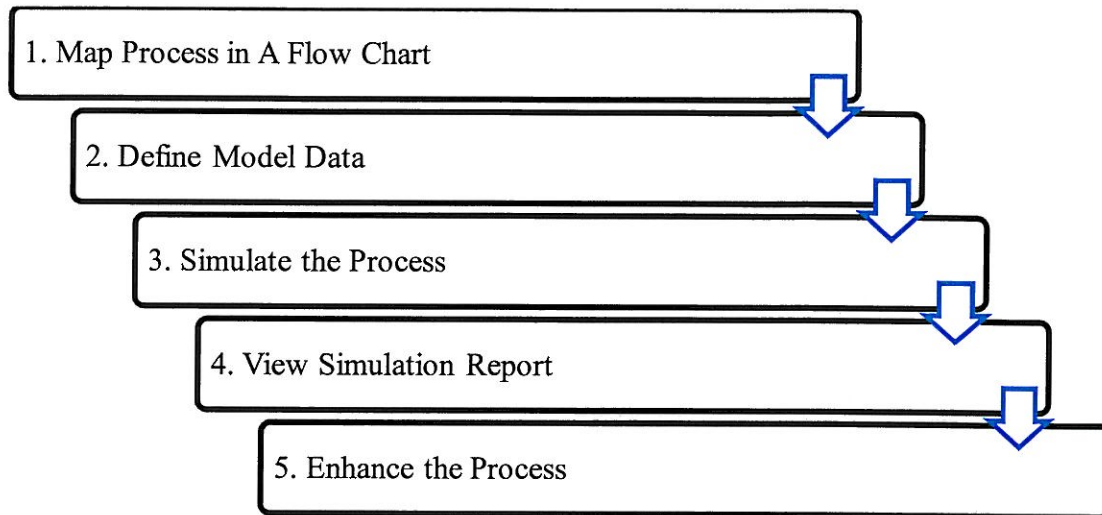 1. Map Process in A Flow Chart
2. Define Model Data
3. Simulate the Process
4. View Simulation Report
5. Enhance the Process